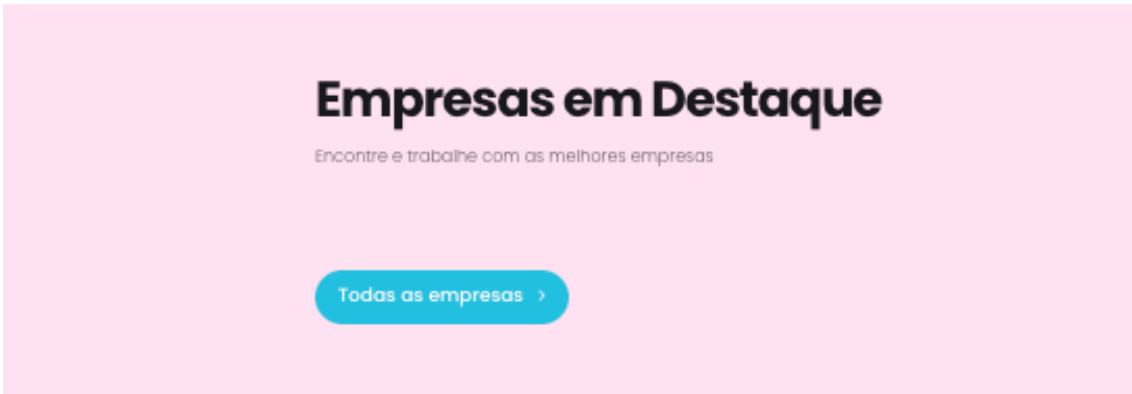 Empresas em Destaque
Encontre e trabalhe com as melhores empresas
Todas as empresas >